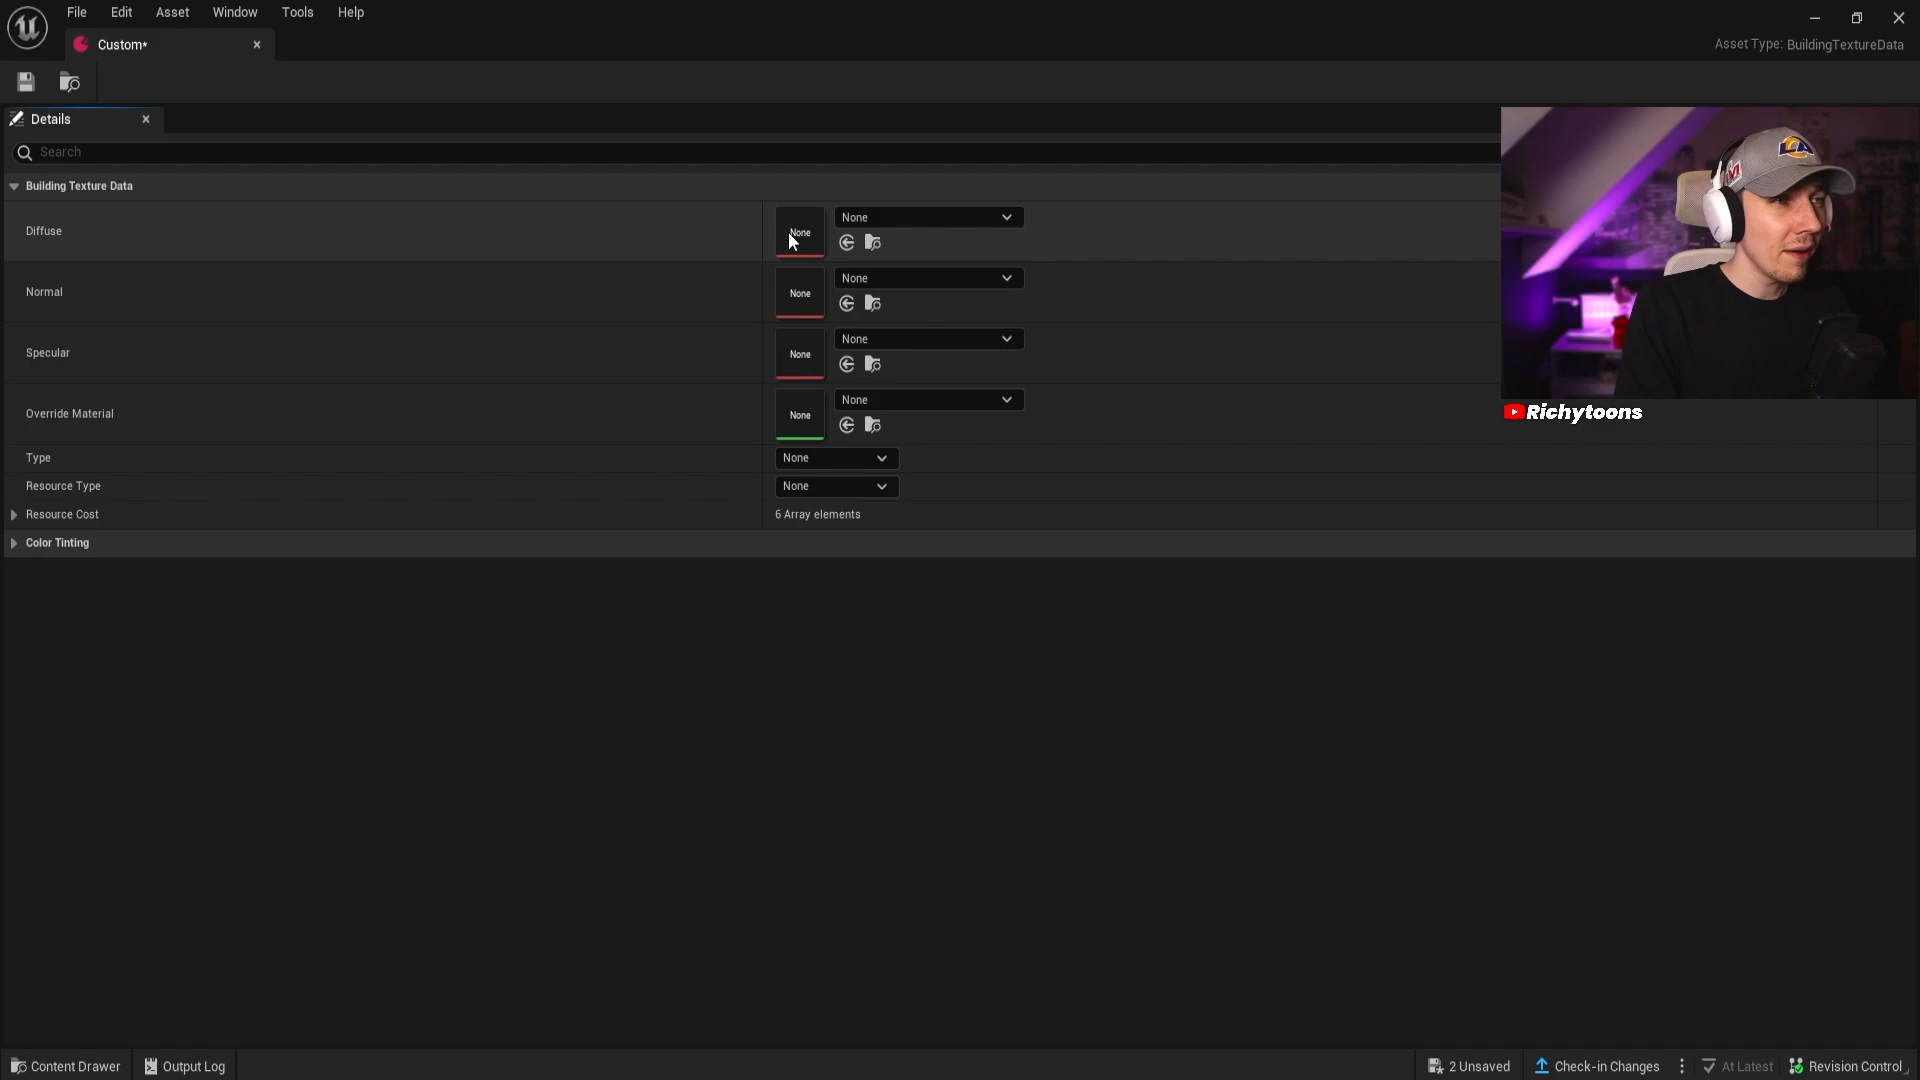 File Edit Asset Window Tools Help
Custom*
Asset Type: BuildingTextureData
Details
Search
Building Texture Data
Diffuse None None
Normal None None
Specular None None
Override Material None None
Type None
Resource Type None
Resource Cost 6 Array elements
Color Tinting
LA
Richytoons
Content Drawer Output Log 2 Unsaved Check-in Changes At Latest Revision Control